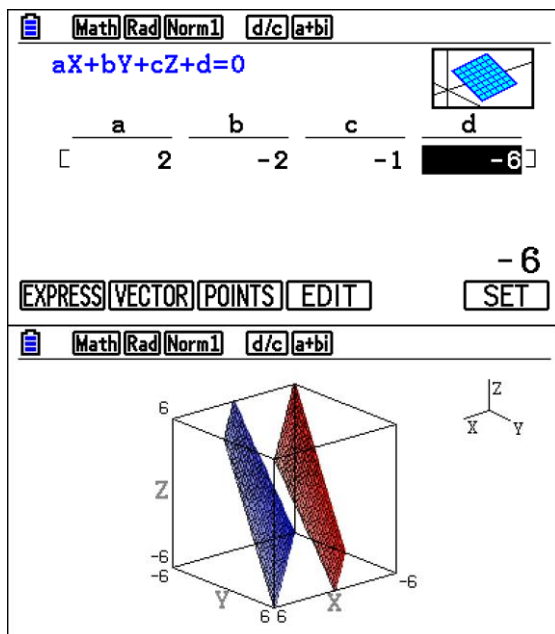 Math Rad Norm1 d/c a+bi
aX+bY+cZ+d=0
a b c d
[ 2 -2 -1 -6 ]
-6
EXPRESS VECTOR POINTS EDIT SET
Math Rad Norm1 d/c a+bi
Z
X Y
6
Z
-6
-6
-6
Y X
6 6